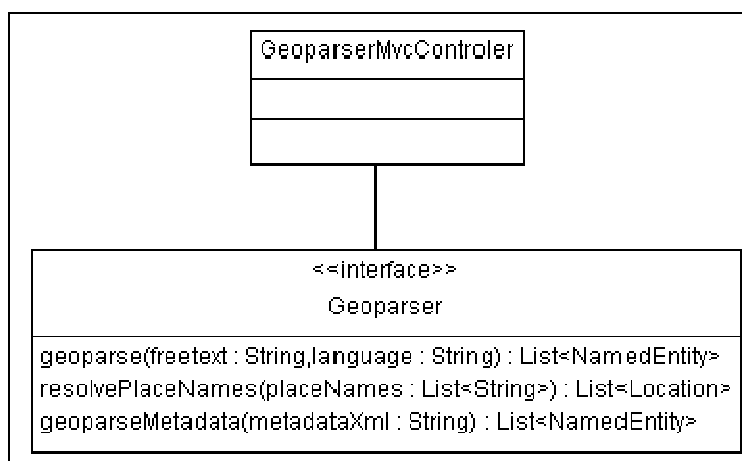 GeoparserMvcControler
<<interface>>
Geoparser
geoparse(freetext : String,language : String) : List<NamedEntity>
resolvePlaceNames(placeNames : List<String>) : List<Location>
geoparseMetadata(metadataXml : String) : List<NamedEntity>